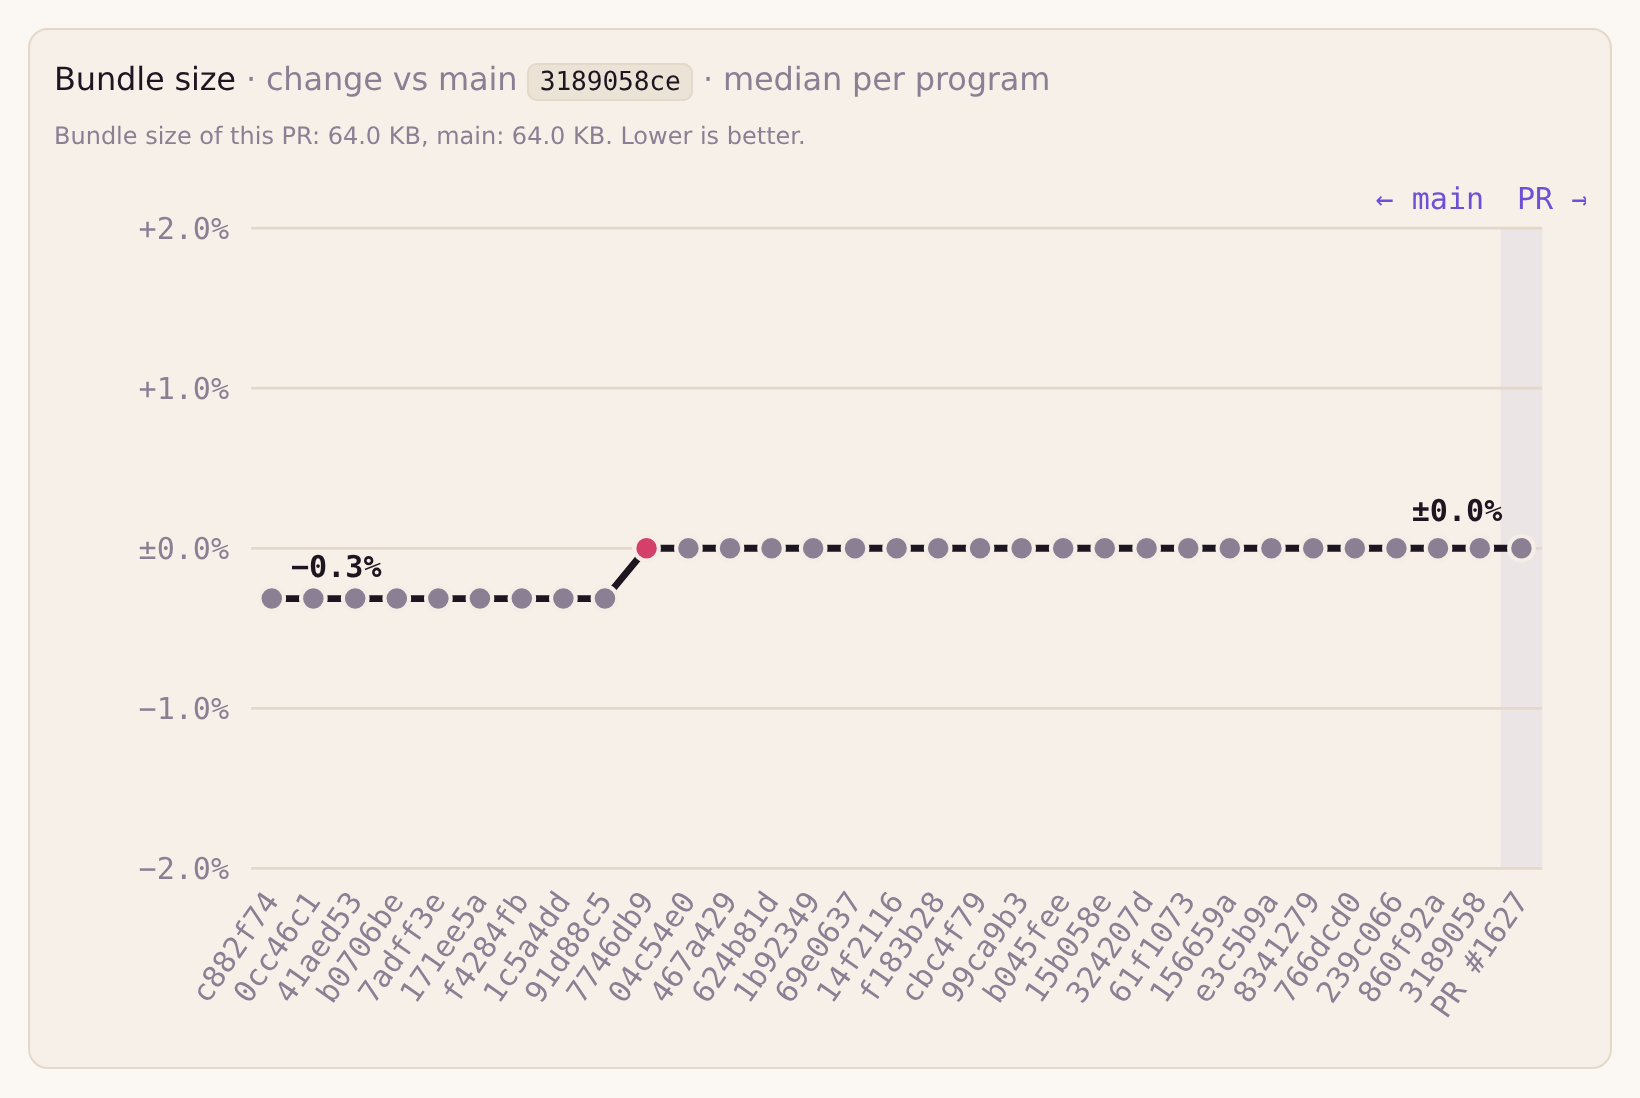 Bundle size · change vs main 3189058ce · median per program
Bundle size of this PR: 64.0 KB, main: 64.0 KB. Lower is better.
← main PR →
+2.0%
+1.0%
±0.0%
−1.0%
−2.0%
−0.3%
±0.0%
c882f74
0cc46c1
41aed53
b0706be
7adff3e
171ee5a
f4284fb
1c5a4dd
91d88c5
7746db9
04c54e0
467a429
624b81d
1b92349
69e0637
14f2116
f183b28
cbc4f79
99ca9b3
b045fee
15b058e
324207d
61f1073
156659a
e3c5b9a
8341279
766dcd0
239c066
860f92a
3189058
PR #1627